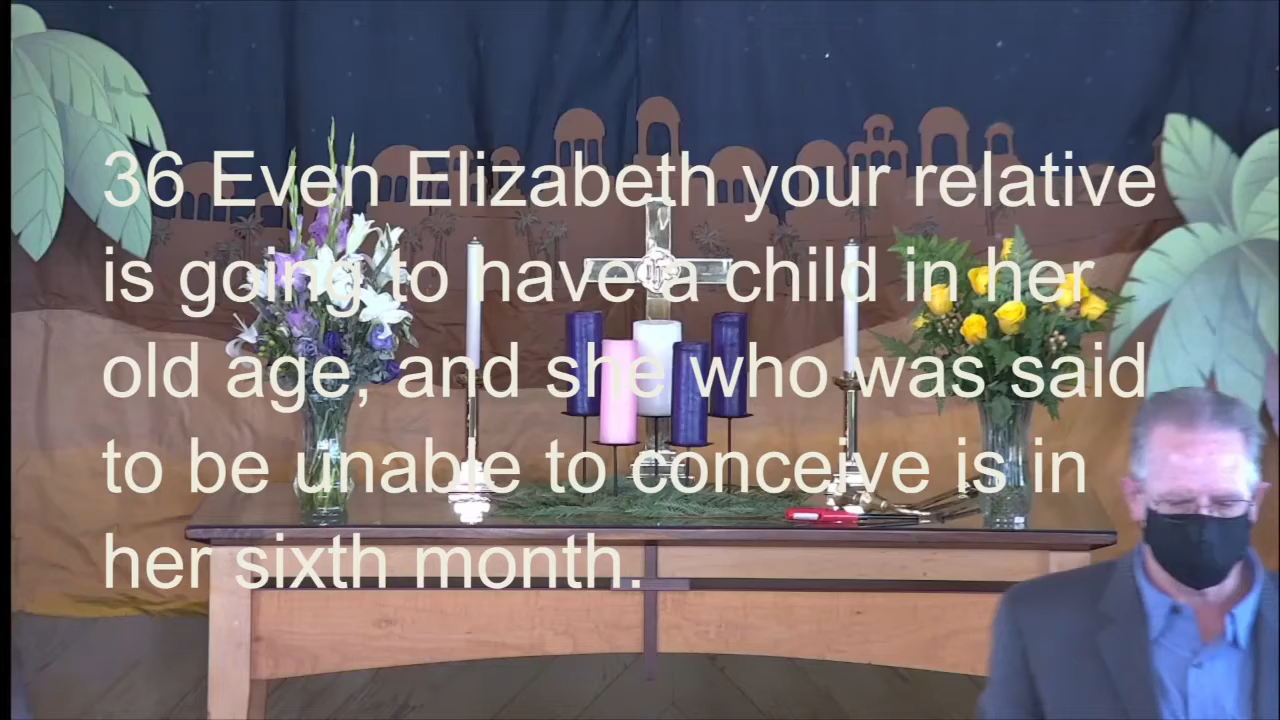 36 Even Elizabeth your relative
is going to have a child in her
old age, and she who was said
to be unable to conceive is in
her sixth month.